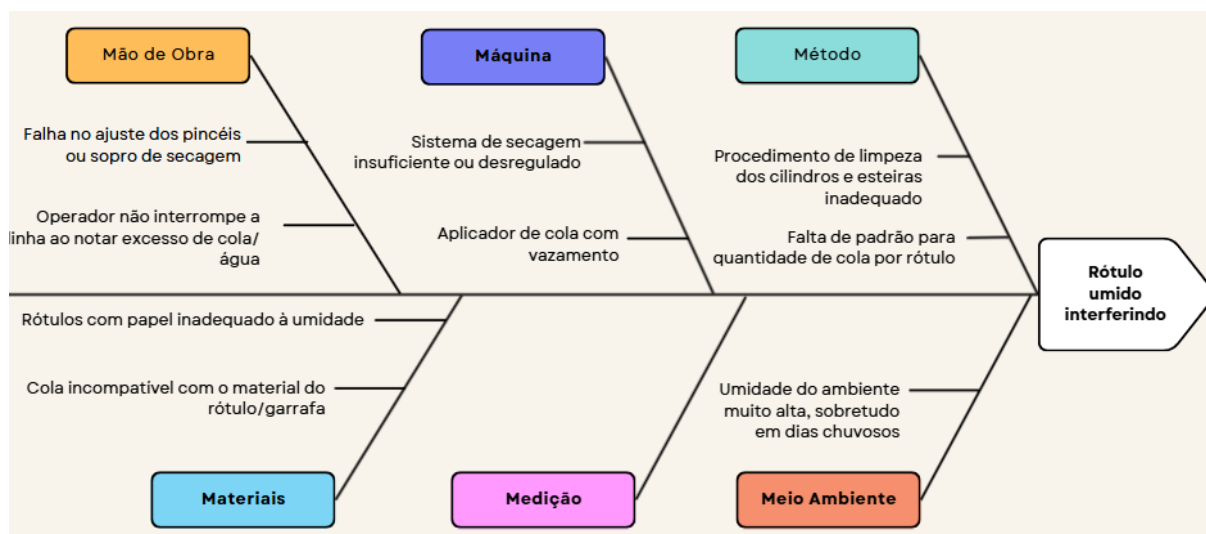 Mão de Obra
Máquina
Método
Falha no ajuste dos pincéis
ou sopro de secagem
Operador não interrompe a
linha ao notar excesso de cola/
água
Sistema de secagem
insuficiente ou desregulado
Aplicador de cola com
vazamento
Procedimento de limpeza
dos cilindros e esteiras
inadequado
Falta de padrão para
quantidade de cola por rótulo
Rótulo
umido
interferindo
Rótulos com papel inadequado à umidade
Cola incompatível com o material do
rótulo/garrafa
Umidade do ambiente
muito alta, sobretudo
em dias chuvosos
Materiais
Medição
Meio Ambiente